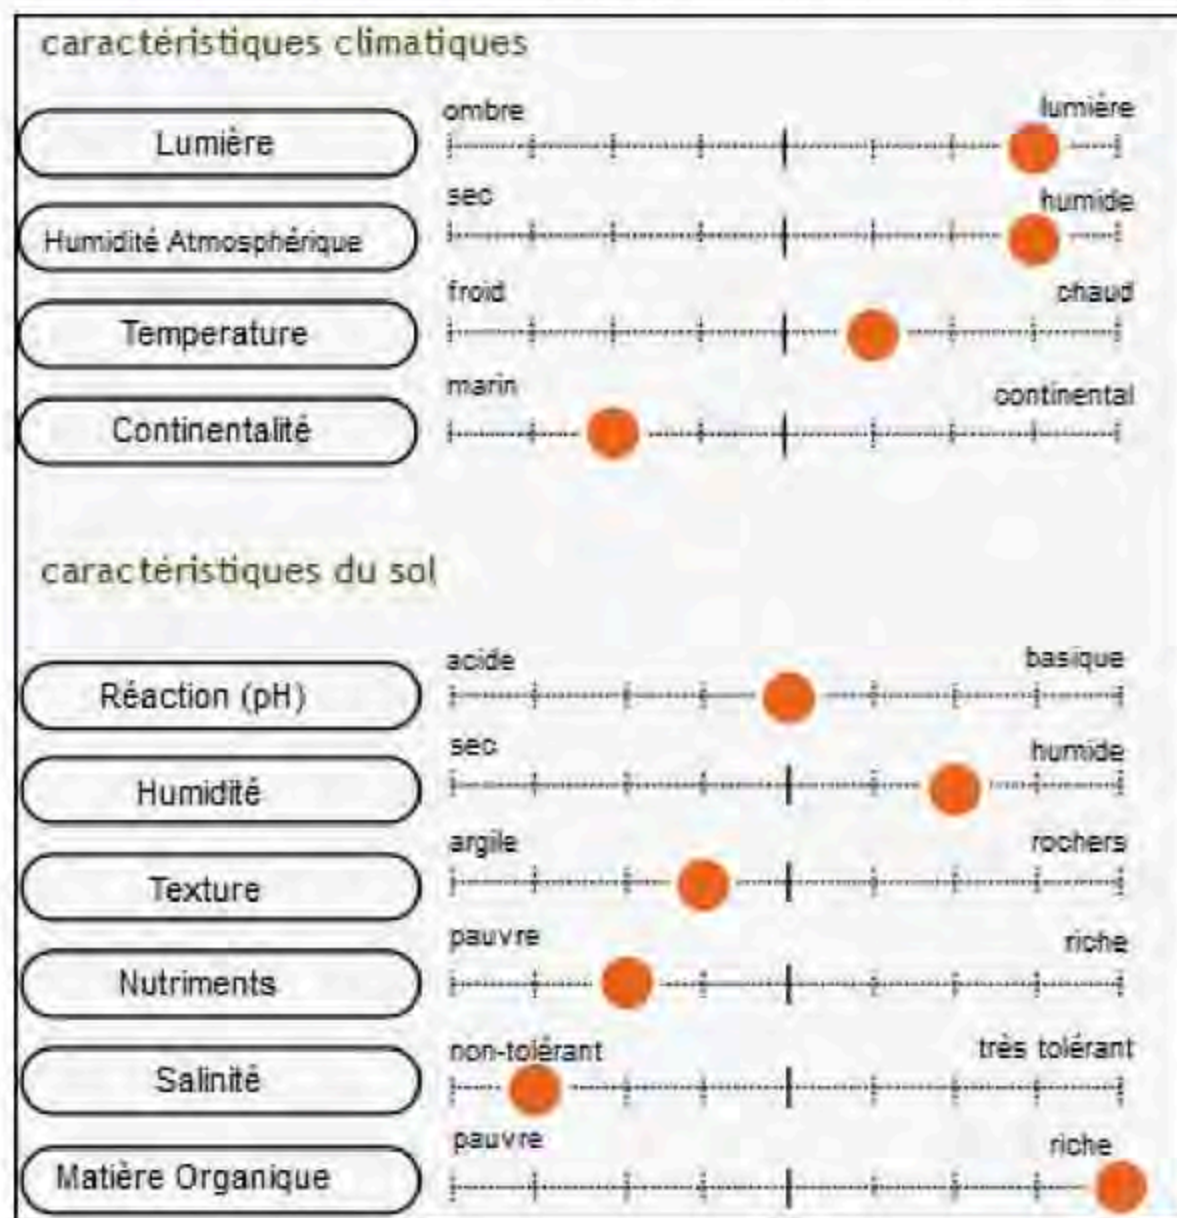 caractéristiques climatiques
Lumière
ombre
lumière
Humidité Atmosphérique
sec
humide
Temperature
froid
chaud
Continentalité
marin
continental
caractéristiques du sol
Réaction (pH)
acide
basique
Humidité
sec
humide
Texture
argile
rochers
Nutriments
pauvre
riche
Salinité
non-tolérant
très tolérant
Matière Organique
pauvre
riche